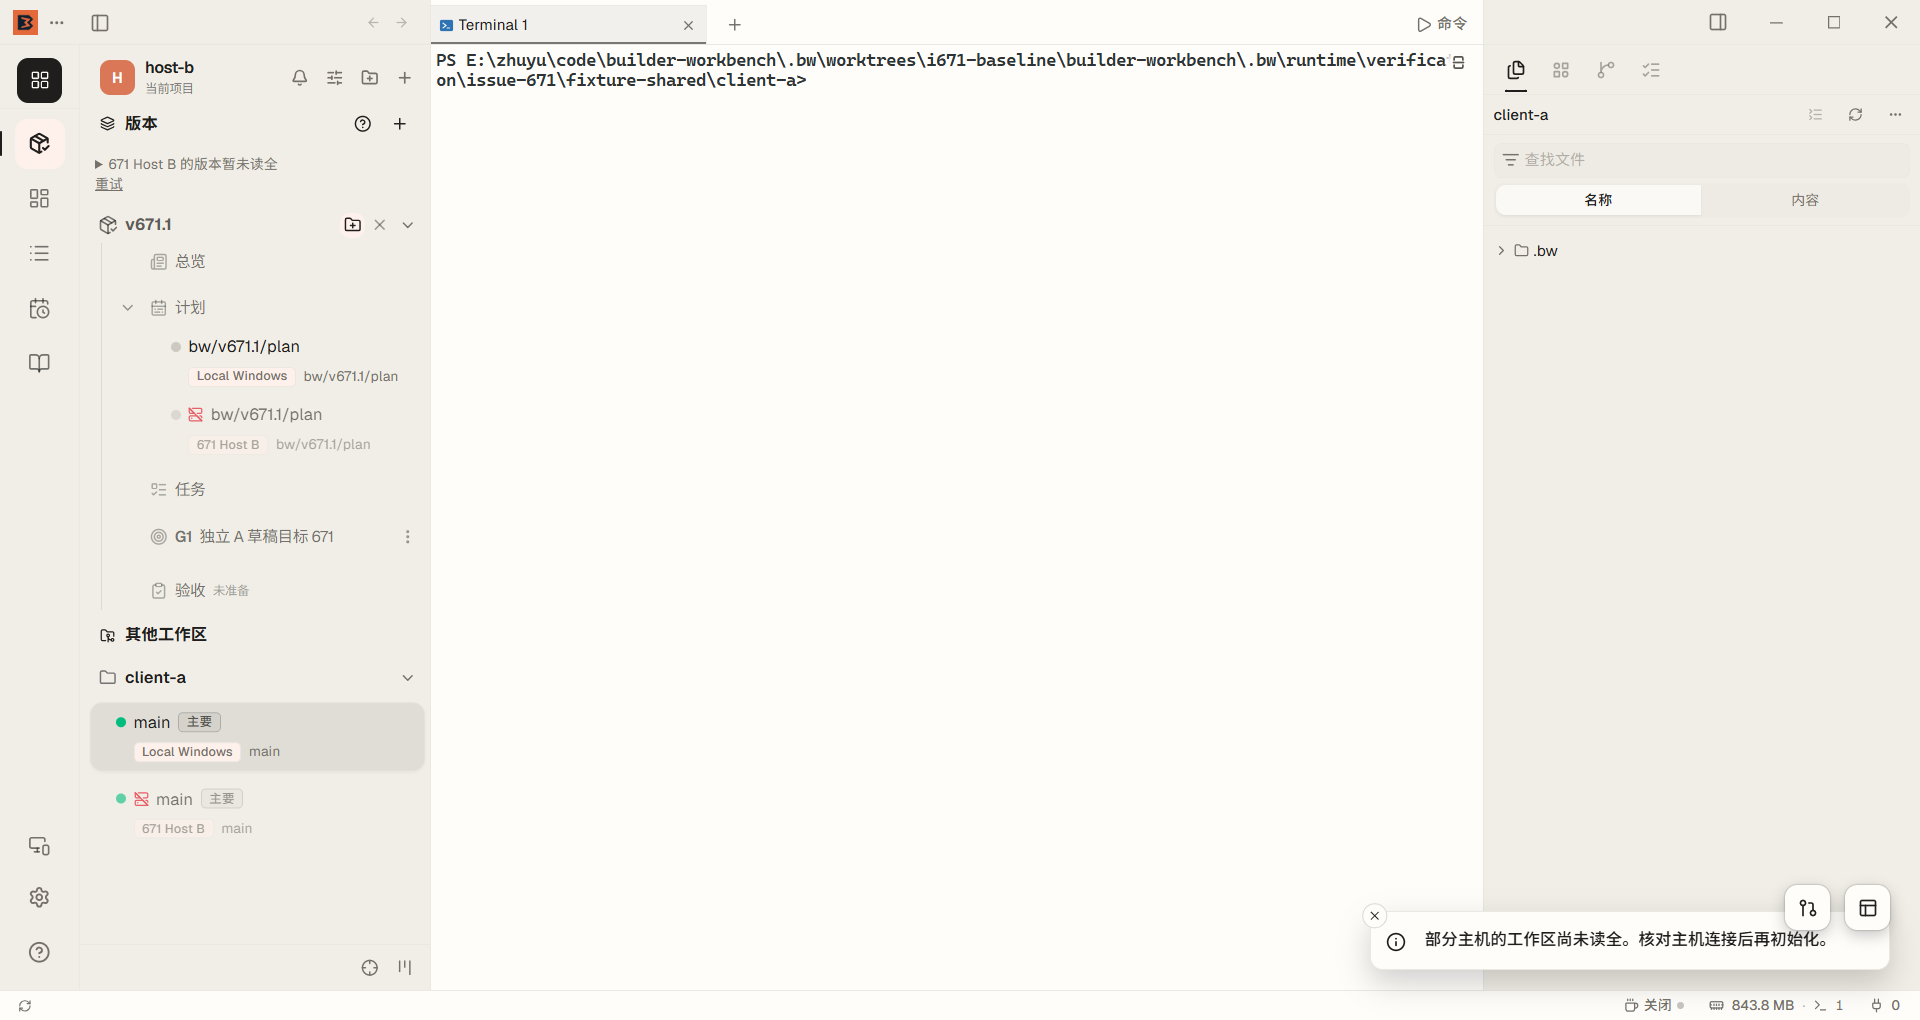 Terminal 1
命令
H
host-b
当前项目
版本
671 Host B 的版本暂未读全
重试
v671.1
总览
计划
bw/v671.1/plan
Local Windows bw/v671.1/plan
bw/v671.1/plan
671 Host B bw/v671.1/plan
任务
G1 独立 A 草稿目标 671
验收 未准备
其他工作区
client-a
main 主要
Local Windows main
main 主要
671 Host B main
PS E:\zhuyu\code\builder-workbench\.bw\worktrees\i671-baseline\builder-workbench\.bw\runtime\verifica
on\issue-671\fixture-shared\client-a>
client-a
查找文件
名称 内容
.bw
部分主机的工作区尚未读全。核对主机连接后再初始化。
关闭 843.8 MB · 1 0